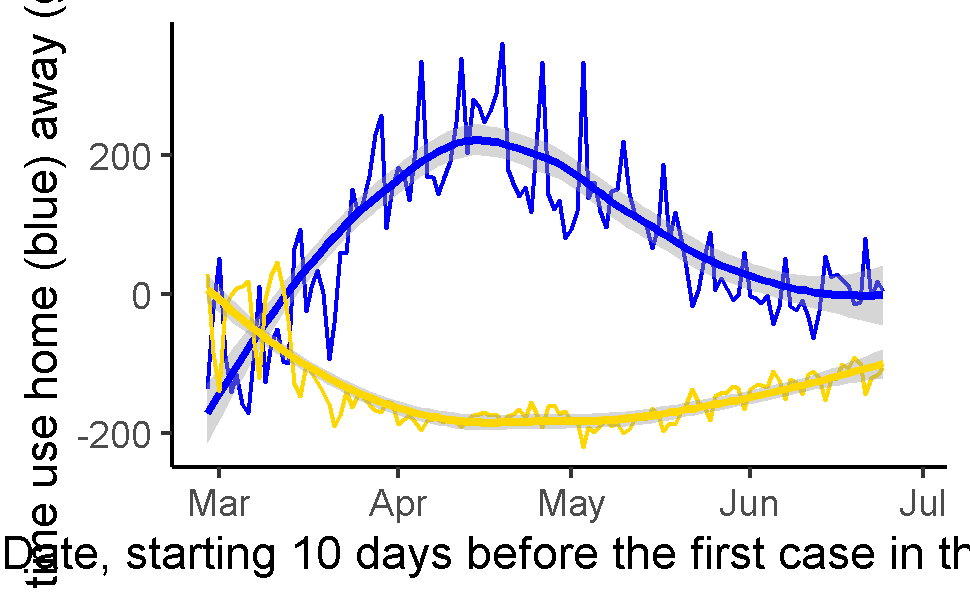 time use home (blue) away (
200
0
-200
Mar Apr May Jun Jul
Date, starting 10 days before the first case in th